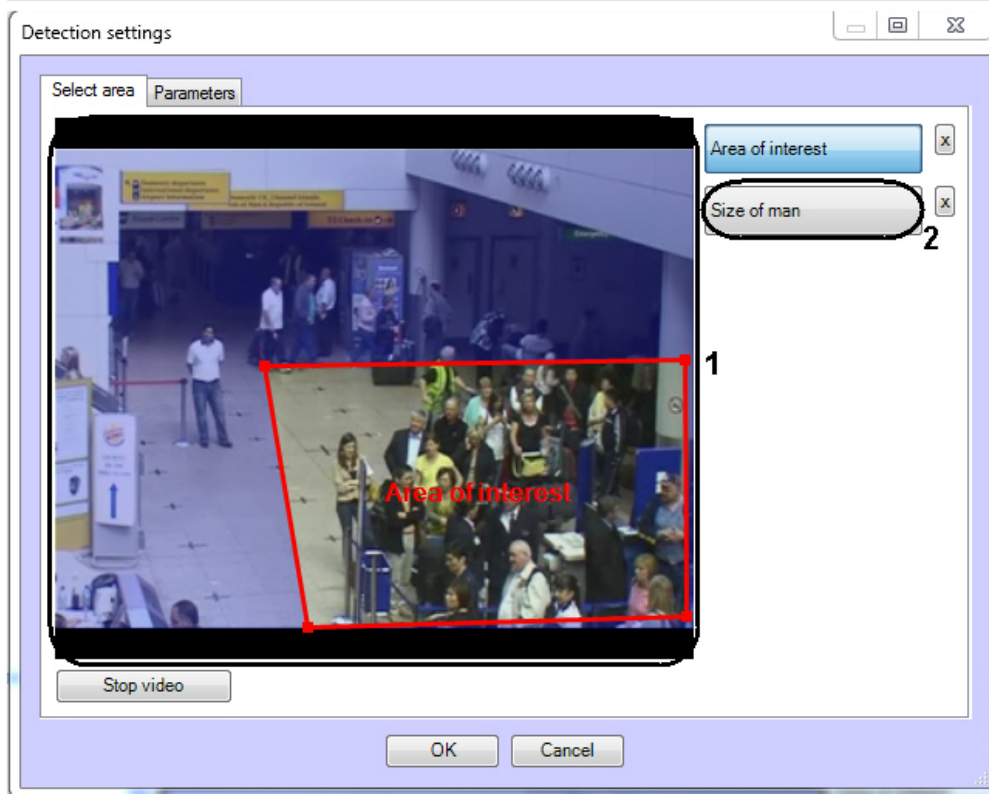 Detection settings
Select area
Parameters
Area of interest
x
Size of man
x
2
1
Area of interest
Stop video
OK
Cancel